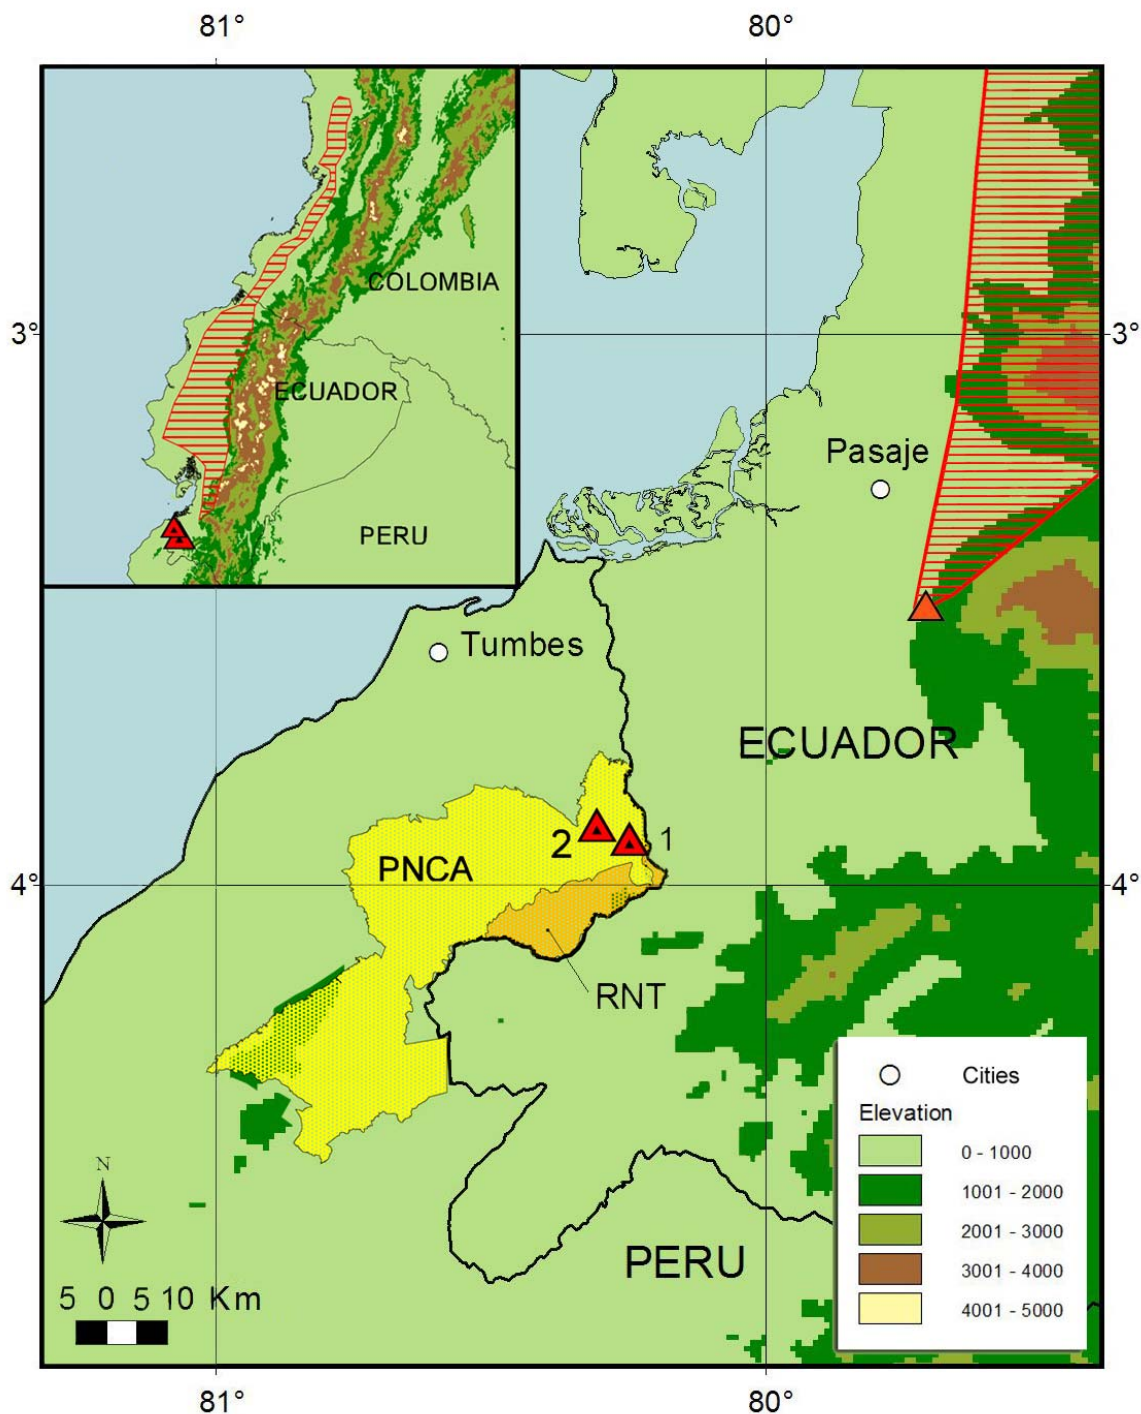 81°
80°
COLOMBIA
ECUADOR
PERU
3°
3°
Pasaje
Tumbes
ECUADOR
2
1
PNCA
4°
4°
RNT
PERU
N
5 0 5 10 Km
Cities
Elevation
0 - 1000
1001 - 2000
2001 - 3000
3001 - 4000
4001 - 5000
81°
80°